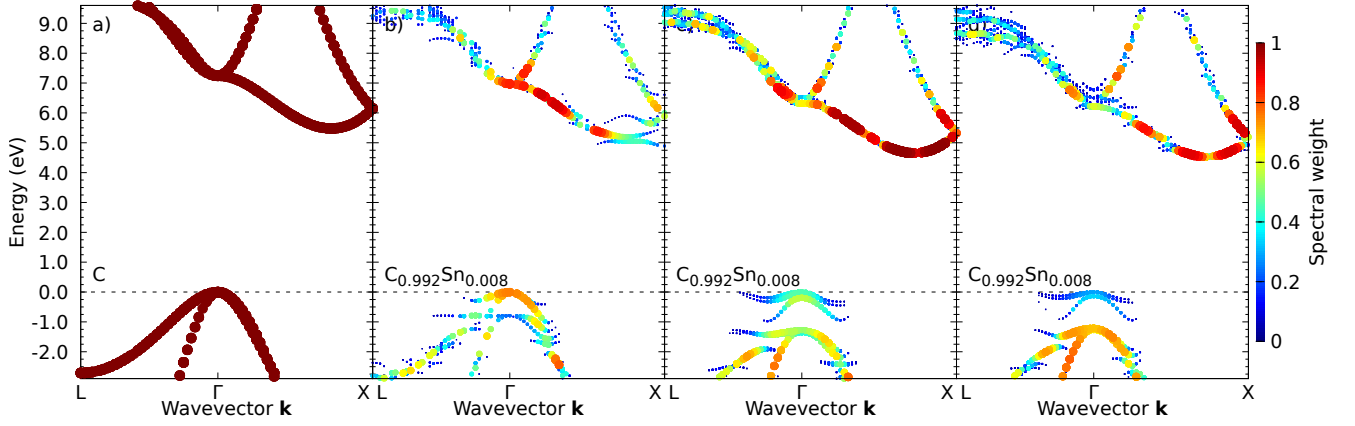 9.0
8.0
7.0
6.0
5.0
4.0
3.0
2.0
1.0
0.0
-1.0
-2.0
Energy (eV)
a)
b)
c)
d)
C
C0.992Sn0.008
C0.992Sn0.008
C0.992Sn0.008
L Γ X L Γ X L Γ X L Γ X
Wavevector k
Wavevector k
Wavevector k
Wavevector k
1
0.8
0.6
0.4
0.2
0
Spectral weight